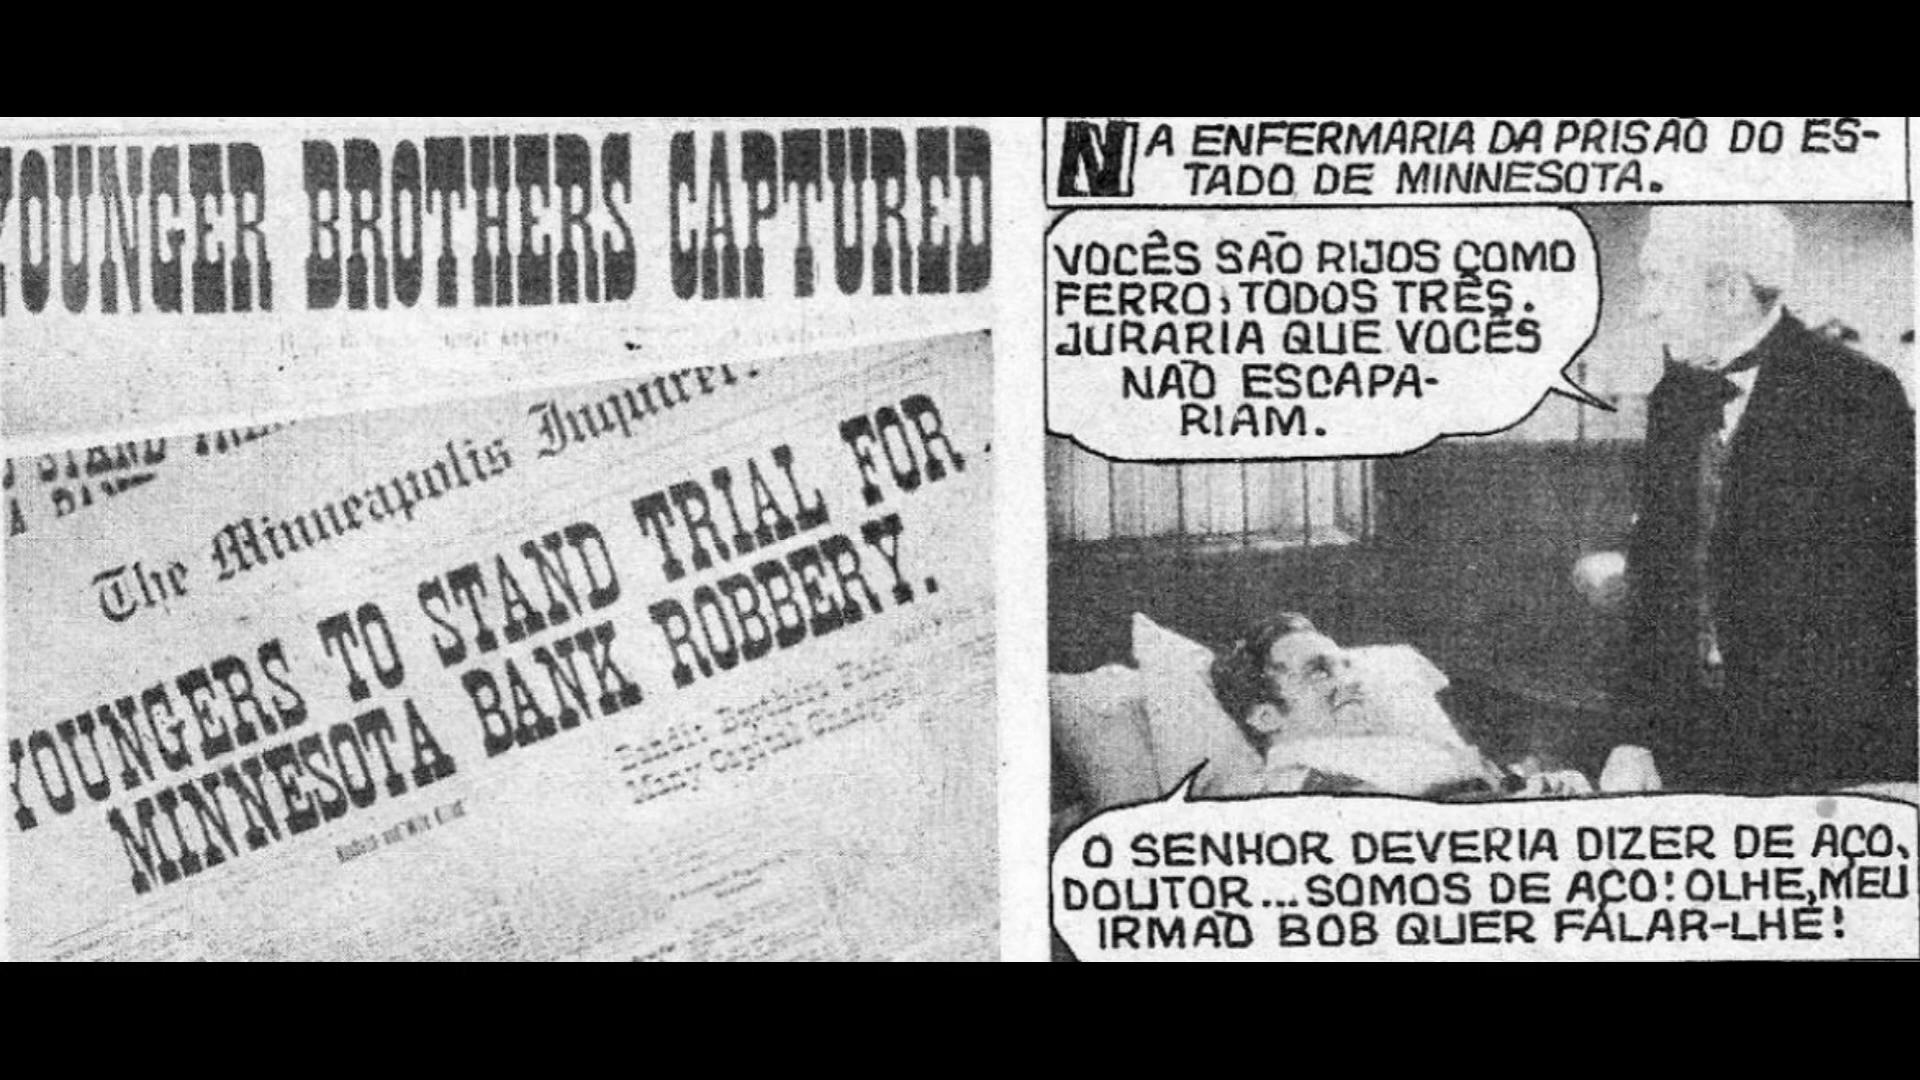 YOUNGER BROTHERS CAPTURED
STAND
The Minneapolis Inquirer.
YOUNGERS TO STAND TRIAL FOR
MINNESOTA BANK ROBBERY.
NA ENFERMARIA DA PRISÃO DO ES-
TADO DE MINNESOTA.
VOCÊS SÃO RIJOS COMO
FERRO, TODOS TRÊS.
JURARIA QUE VOCÊS
NÃO ESCAPA-
RIAM.
O SENHOR DEVERIA DIZER DE AÇO,
DOUTOR... SOMOS DE AÇO! OLHE, MEU
IRMÃO BOB QUER FALAR-LHE!